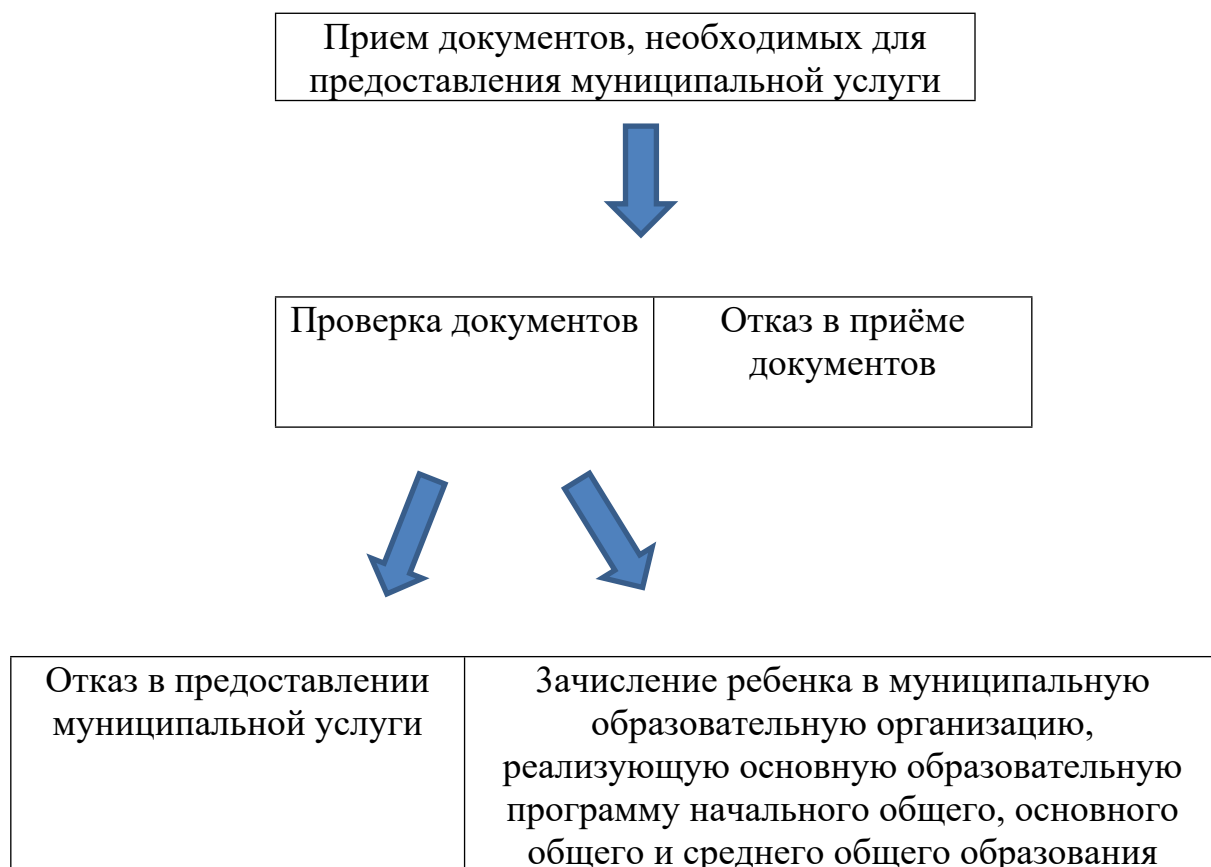 Прием документов, необходимых для
предоставления муниципальной услуги
Проверка документов
Отказ в приёме
документов
Отказ в предоставлении
муниципальной услуги
Зачисление ребенка в муниципальную
образовательную организацию,
реализующую основную образовательную
программу начального общего, основного
общего и среднего общего образования